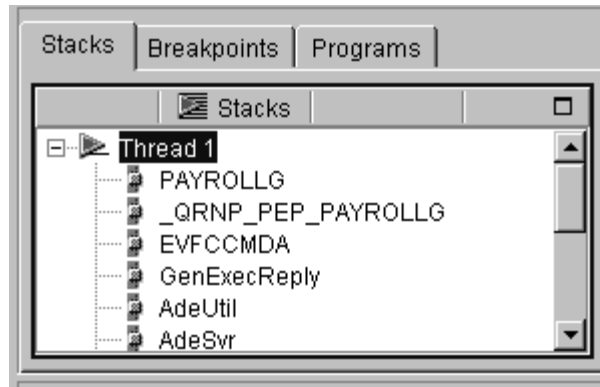 Stacks Breakpoints Programs
Stacks
Thread 1
PAYROLLG
_QRNP_PEP_PAYROLLG
EVFCCMDA
GenExecReply
AdeUtil
AdeSvr